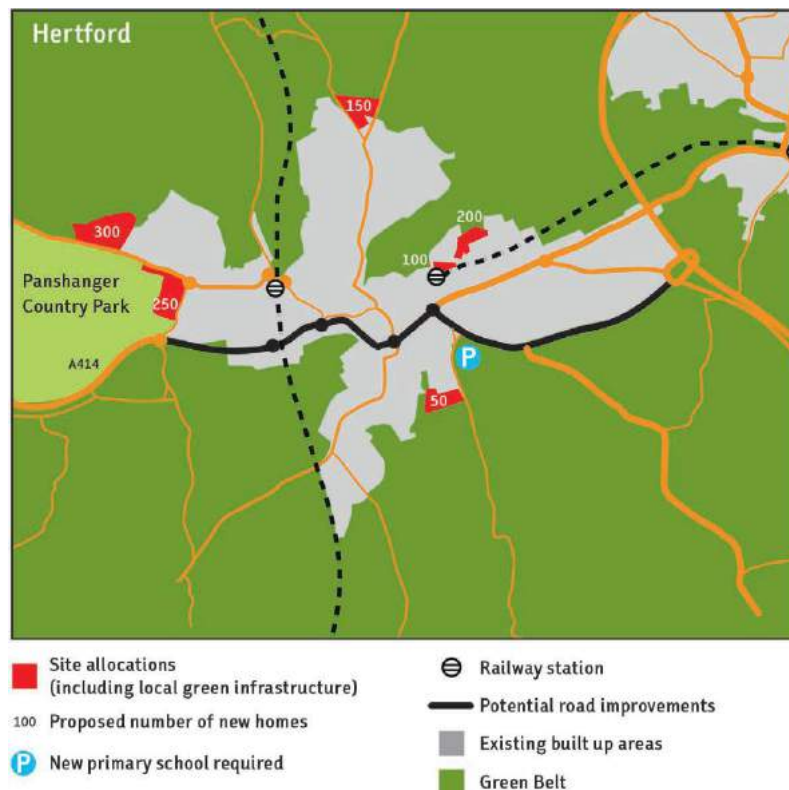 Hertford
150
300
200
100
Panshanger
Country Park
250
A414
P
50
Site allocations
(including local green infrastructure)
100 Proposed number of new homes
P New primary school required
Railway station
Potential road improvements
Existing built up areas
Green Belt